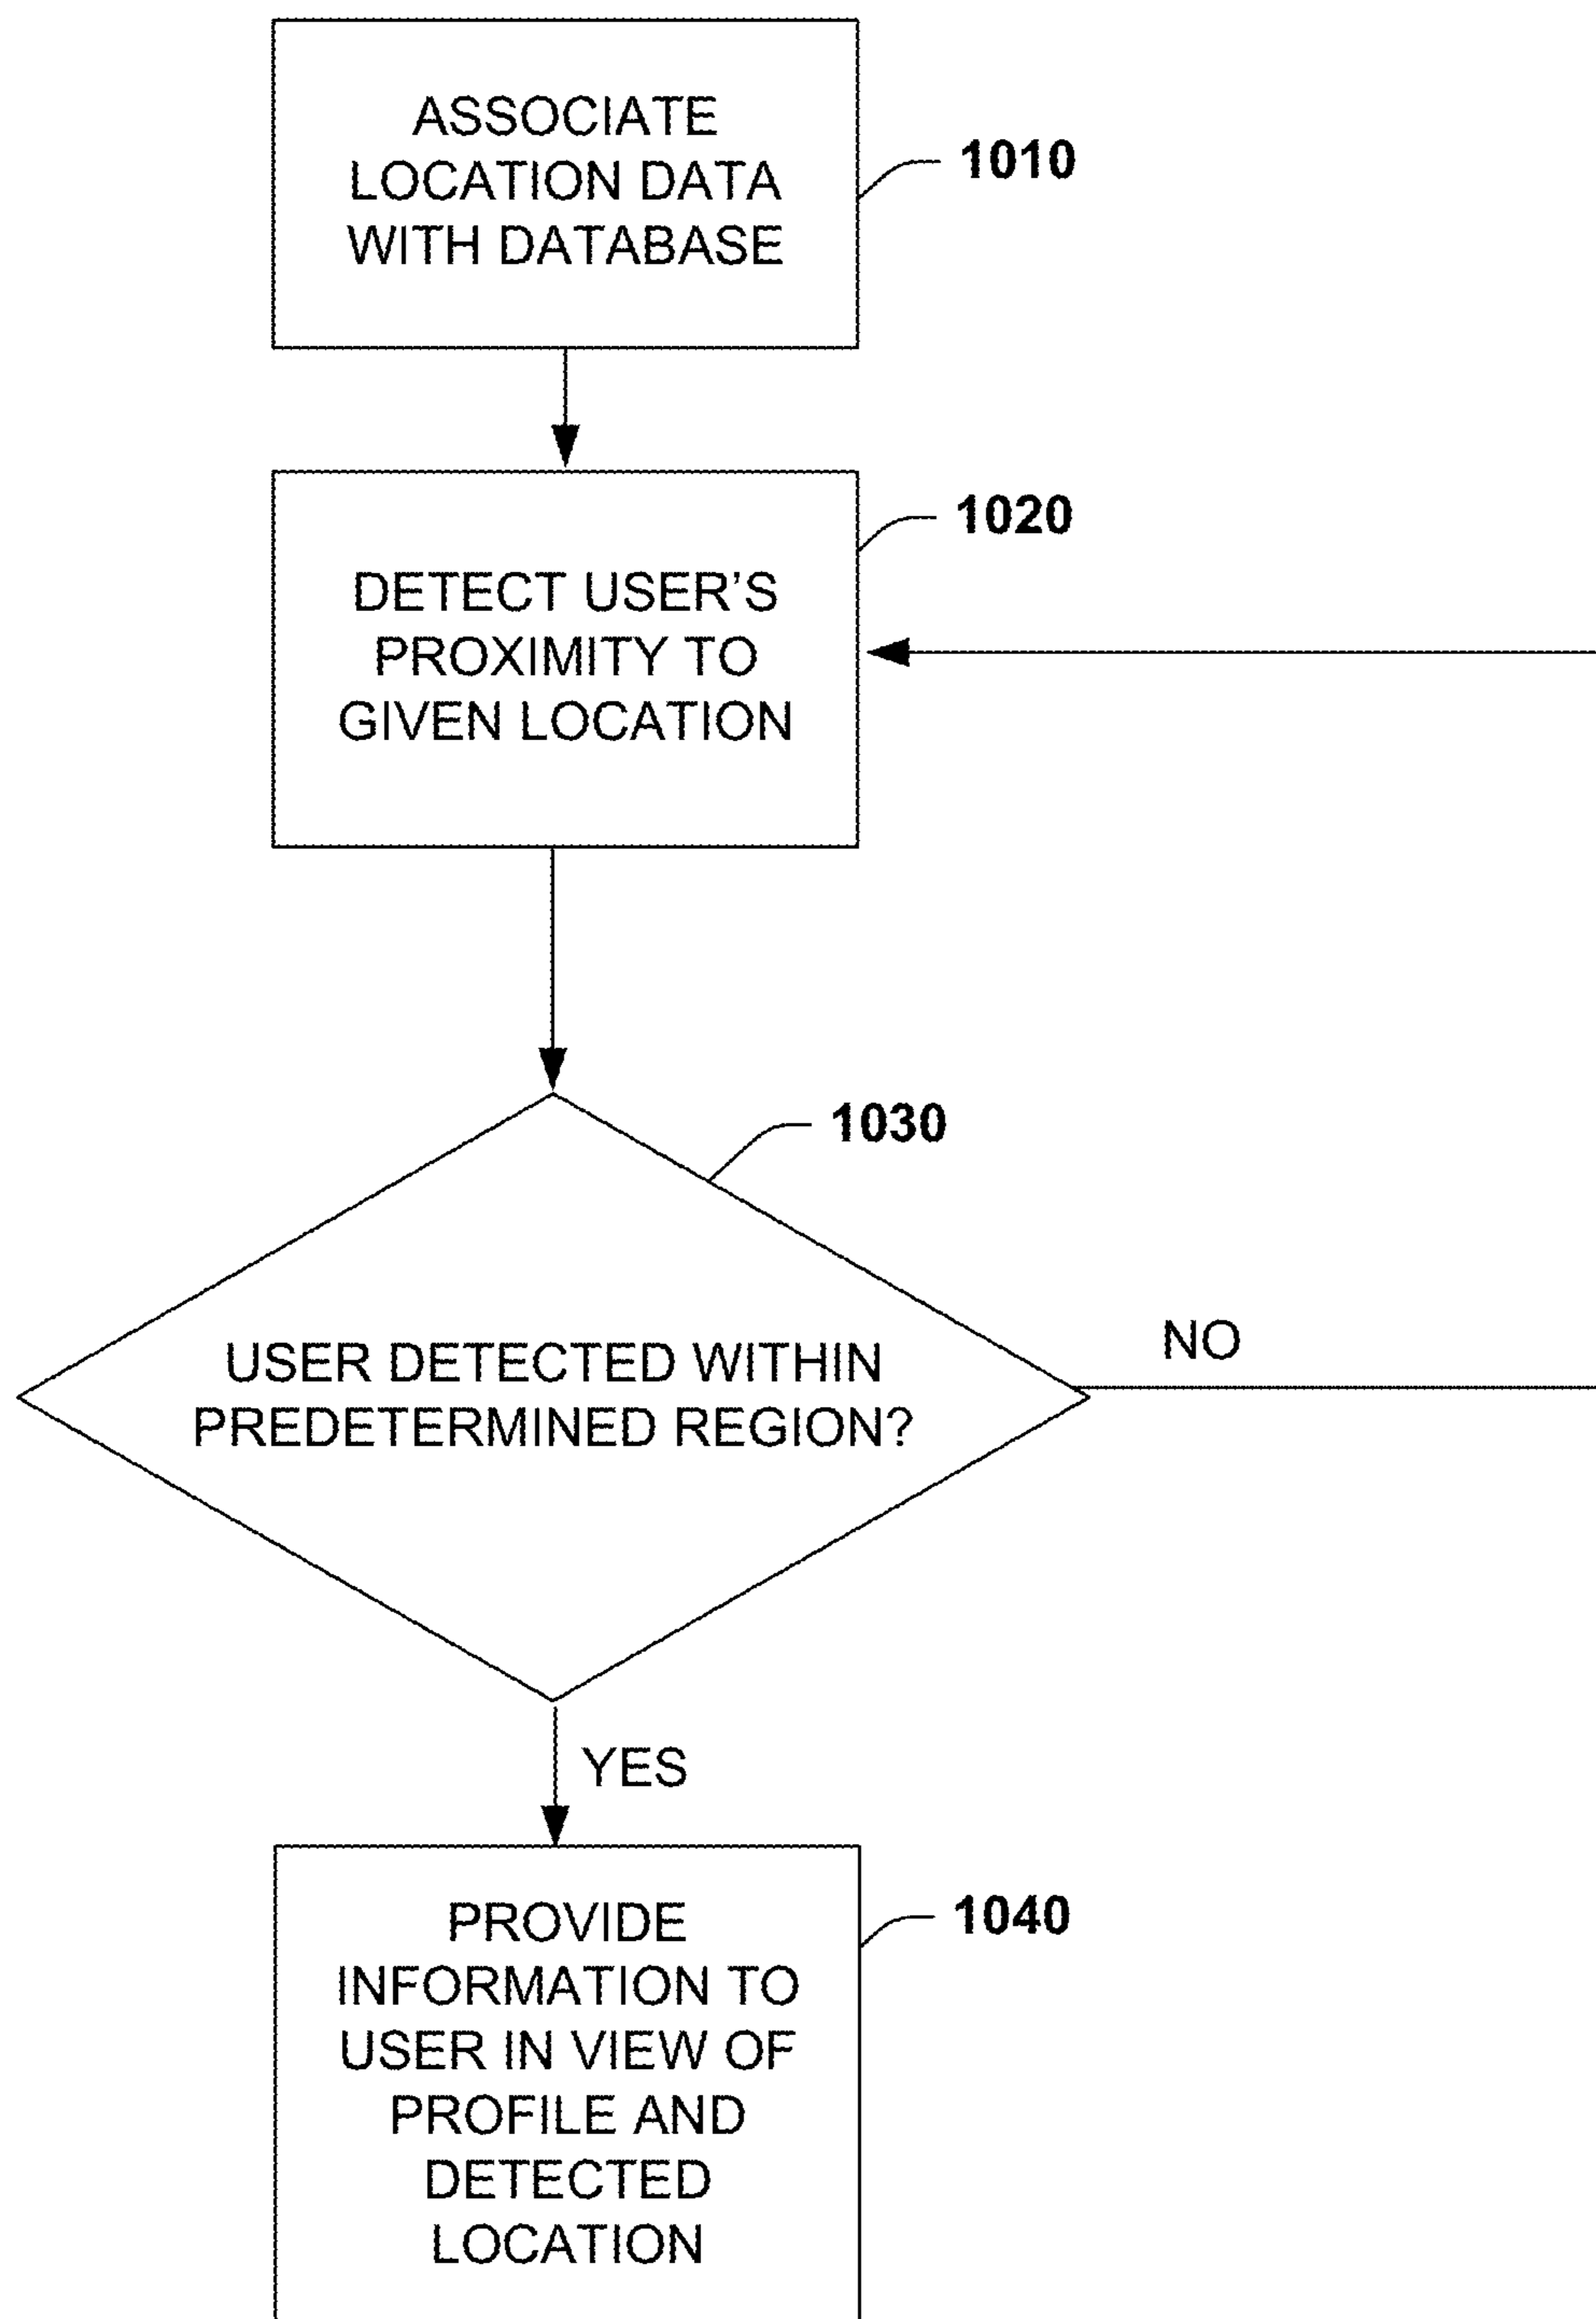 ASSOCIATE
LOCATION DATA
WITH DATABASE
1010
1020
DETECT USER'S
PROXIMITY TO
GIVEN LOCATION
1030
USER DETECTED WITHIN
PREDETERMINED REGION?
NO
YES
PROVIDE
INFORMATION TO
USER IN VIEW OF
PROFILE AND
DETECTED
LOCATION
1040